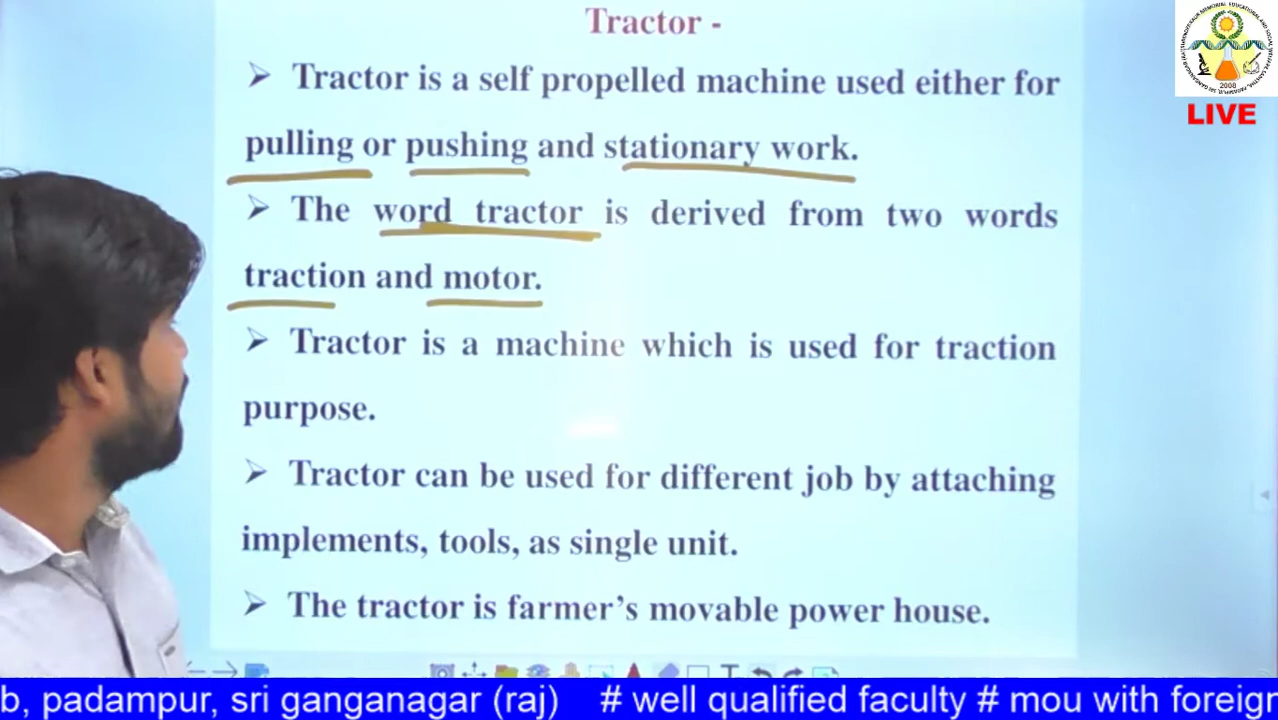 Tractor -
➢ Tractor is a self propelled machine used either for
pulling or pushing and stationary work.
➢ The word tractor is derived from two words
traction and motor.
➢ Tractor is a machine which is used for traction
purpose.
➢ Tractor can be used for different job by attaching
implements, tools, as single unit.
➢ The tractor is farmer's movable power house.
2008
LIVE
b, padampur, sri ganganagar (raj) # well qualified faculty # mou with foreign